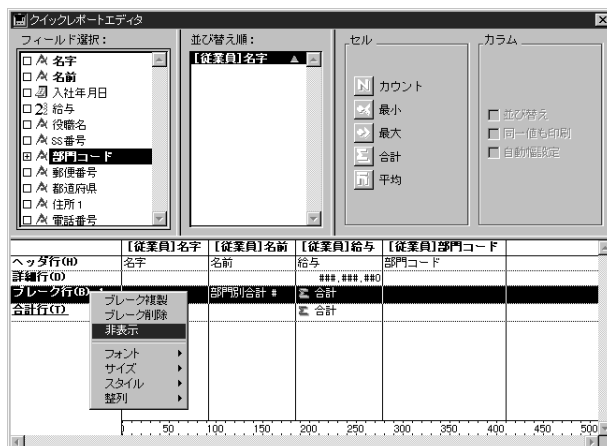 クイックレポートエディタ
フィールド選択：
名字
名前
入社年月日
給与
役職名
SS番号
部門コード
郵便番号
都道府県
住所1
電話番号
並び替え順：
[従業員]名字
セル
カウント
最小
最大
合計
平均
カラム
並び替え
同一値も印刷
自動幅設定
[従業員]名字 [従業員]名前 [従業員]給与 [従業員]部門コード
ヘッダ行(H) 名字 名前 給与 部門コード
詳細行(D) ###,###,##0
ブレーク行(B) 部門別合計 # Σ 合計
合計行(T) Σ 合計
ブレーク複製
ブレーク削除
非表示
フォント
サイズ
スタイル
整列
0 50 100 150 200 250 300 350 400 450 500